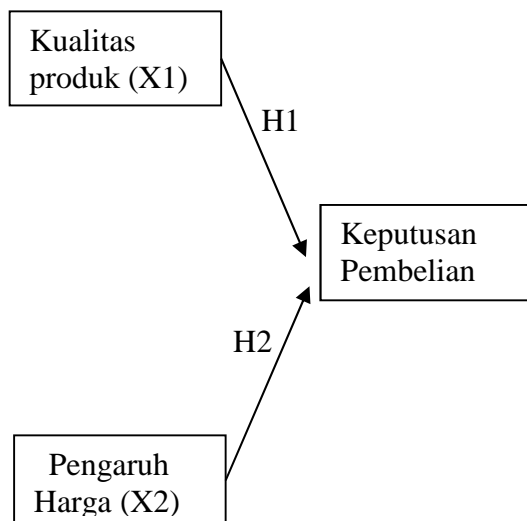 Kualitas
produk (X1)
H1
Keputusan
Pembelian
H2
Pengaruh
Harga (X2)